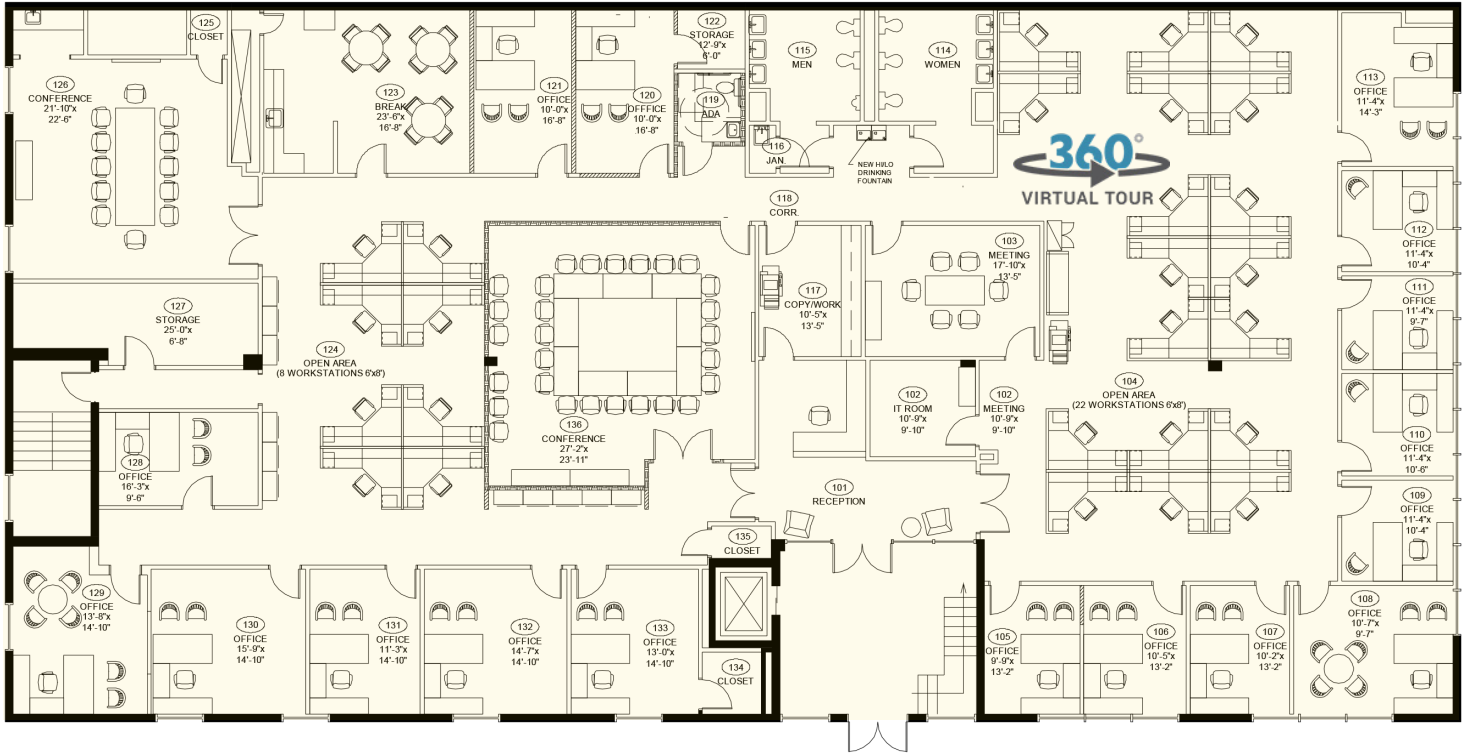 125
CLOSET
126
CONFERENCE
21'-10"x
22'-6"
123
BREAK
23'-6"x
16'-8"
121
OFFICE
10'-0"x
16'-8"
120
OFFFICE
10'-0"x
16'-8"
122
STORAGE
12'-9"x
6'-0"
119
ADA
115
MEN
114
WOMEN
116
JAN.
NEW HI/LO
DRINKING
FOUNTAIN
360°
VIRTUAL TOUR
113
OFFICE
11'-4"x
14'-3"
118
CORR.
112
OFFICE
11'-4"x
10'-4"
103
MEETING
17'-10"x
13'-5"
117
COPY/WORK
10'-5"x
13'-5"
111
OFFICE
11'-4"x
9'-7"
127
STORAGE
25'-0"x
6'-8"
124
OPEN AREA
(8 WORKSTATIONS 6'x8')
104
OPEN AREA
(22 WORKSTATIONS 6'x8')
102
IT ROOM
10'-9"x
9'-10"
102
MEETING
10'-9"x
9'-10"
136
CONFERENCE
27'-2"x
23'-11"
110
OFFICE
11'-4"x
10'-6"
128
OFFICE
16'-3"x
9'-6"
101
RECEPTION
109
OFFICE
11'-4"x
10'-4"
135
CLOSET
129
OFFICE
13'-8"x
14'-10"
130
OFFICE
15'-9"x
14'-10"
131
OFFICE
11'-3"x
14'-10"
132
OFFICE
14'-7"x
14'-10"
133
OFFICE
13'-0"x
14'-10"
134
CLOSET
105
OFFICE
9'-9"x
13'-2"
106
OFFICE
10'-5"x
13'-2"
107
OFFICE
10'-2"x
13'-2"
108
OFFICE
10'-7"x
9'-7"